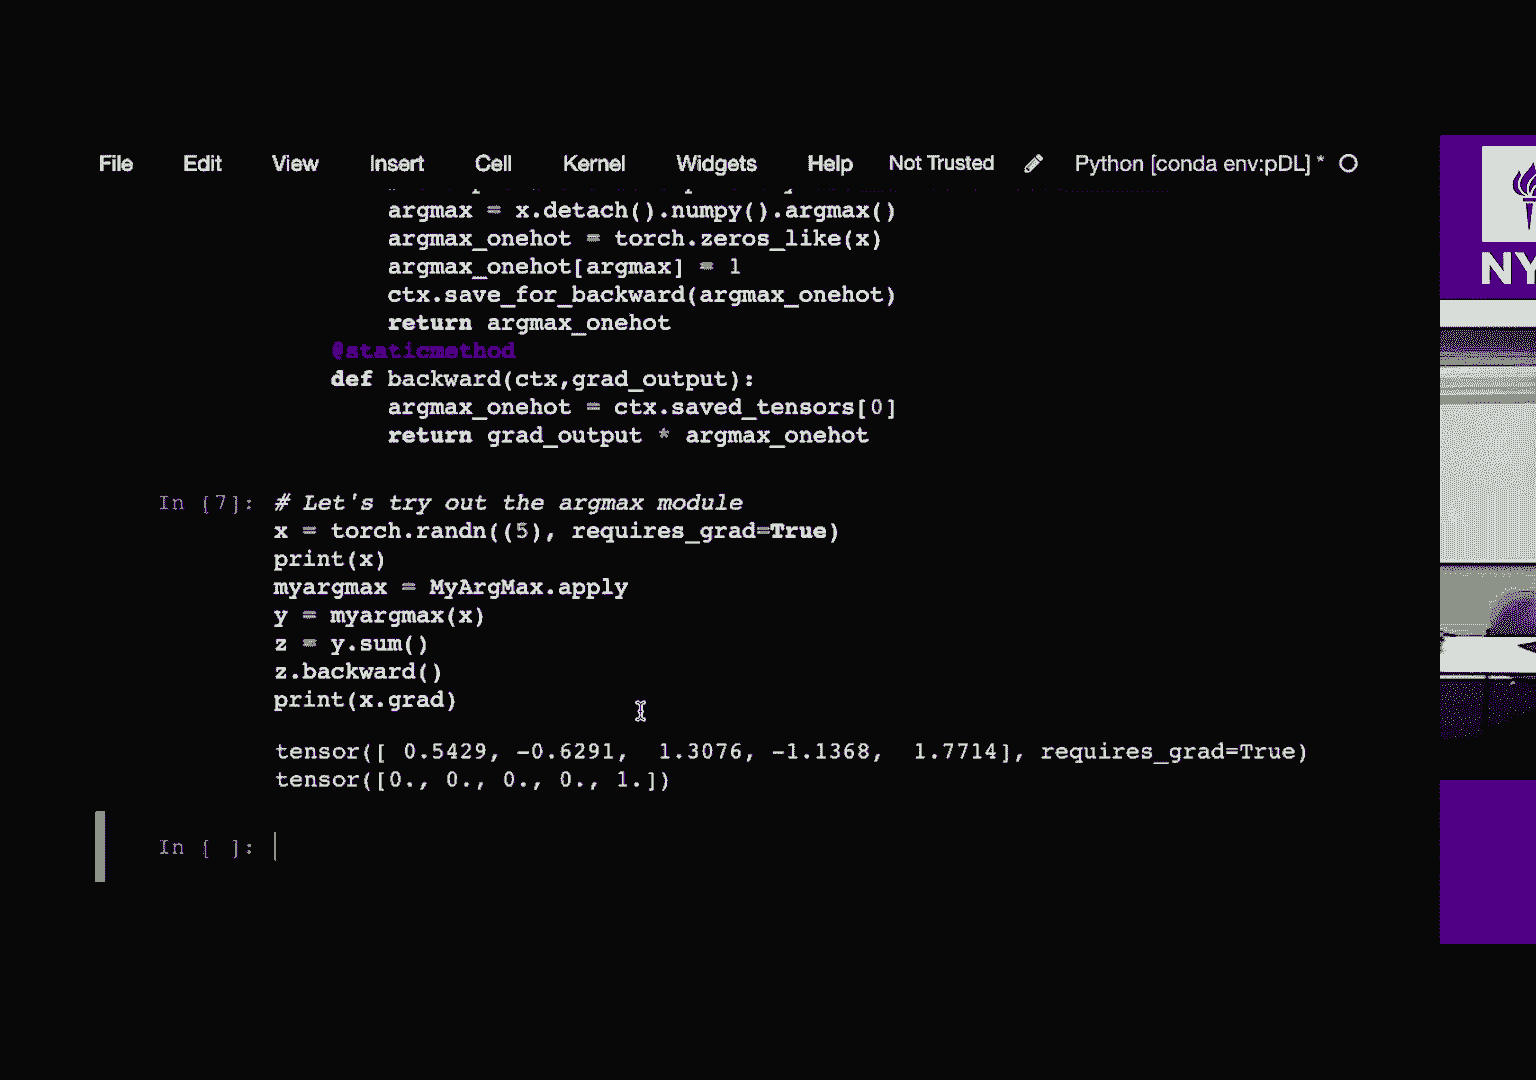 File Edit View Insert Cell Kernel Widgets Help Not Trusted Python [conda env:pDL] *
argmax = x.detach().numpy().argmax()
argmax_onehot = torch.zeros_like(x)
argmax_onehot[argmax] = 1
ctx.save_for_backward(argmax_onehot)
return argmax_onehot
@staticmethod
def backward(ctx,grad_output):
argmax_onehot = ctx.saved_tensors[0]
return grad_output * argmax_onehot
In [7]: # Let's try out the argmax module
x = torch.randn((5), requires_grad=True)
print(x)
myargmax = MyArgMax.apply
y = myargmax(x)
z = y.sum()
z.backward()
print(x.grad)
tensor([ 0.5429, -0.6291,  1.3076, -1.1368,  1.7714], requires_grad=True)
tensor([0., 0., 0., 0., 1.])
In [ ]:
NY